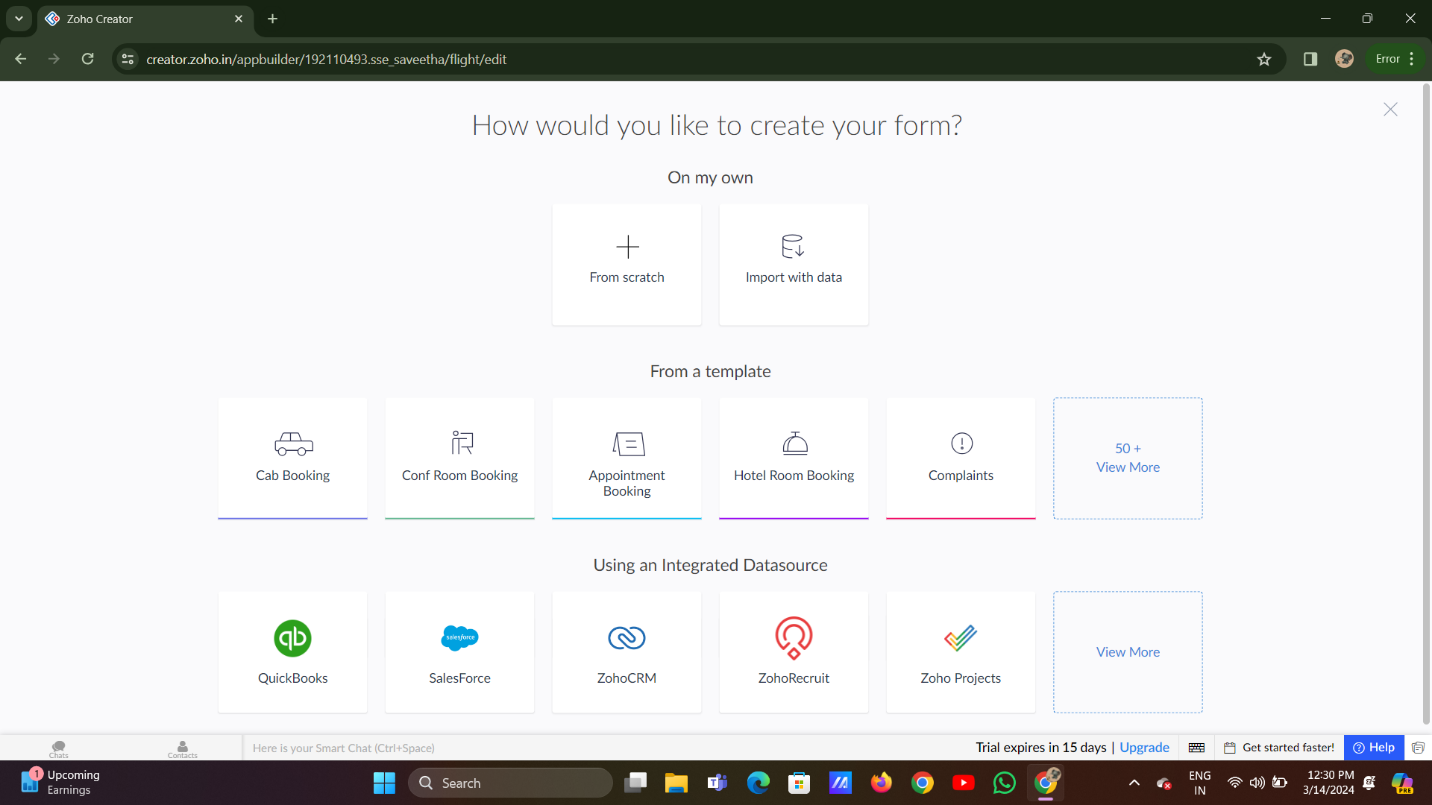 Zoho Creator
creator.zoho.in/appbuilder/192110493.sse_saveetha/flight/edit
Error
How would you like to create your form?
On my own
From scratch
Import with data
From a template
Cab Booking
Conf Room Booking
Appointment
Booking
Hotel Room Booking
Complaints
50 +
View More
Using an Integrated Datasource
qb
QuickBooks
salesforce
SalesForce
ZohoCRM
ZohoRecruit
Zoho Projects
View More
Chats
Contacts
Here is your Smart Chat (Ctrl+Space)
Trial expires in 15 days | Upgrade
Get started faster!
Help
1
Upcoming
Earnings
Search
ENG
IN
12:30 PM
3/14/2024
PRE